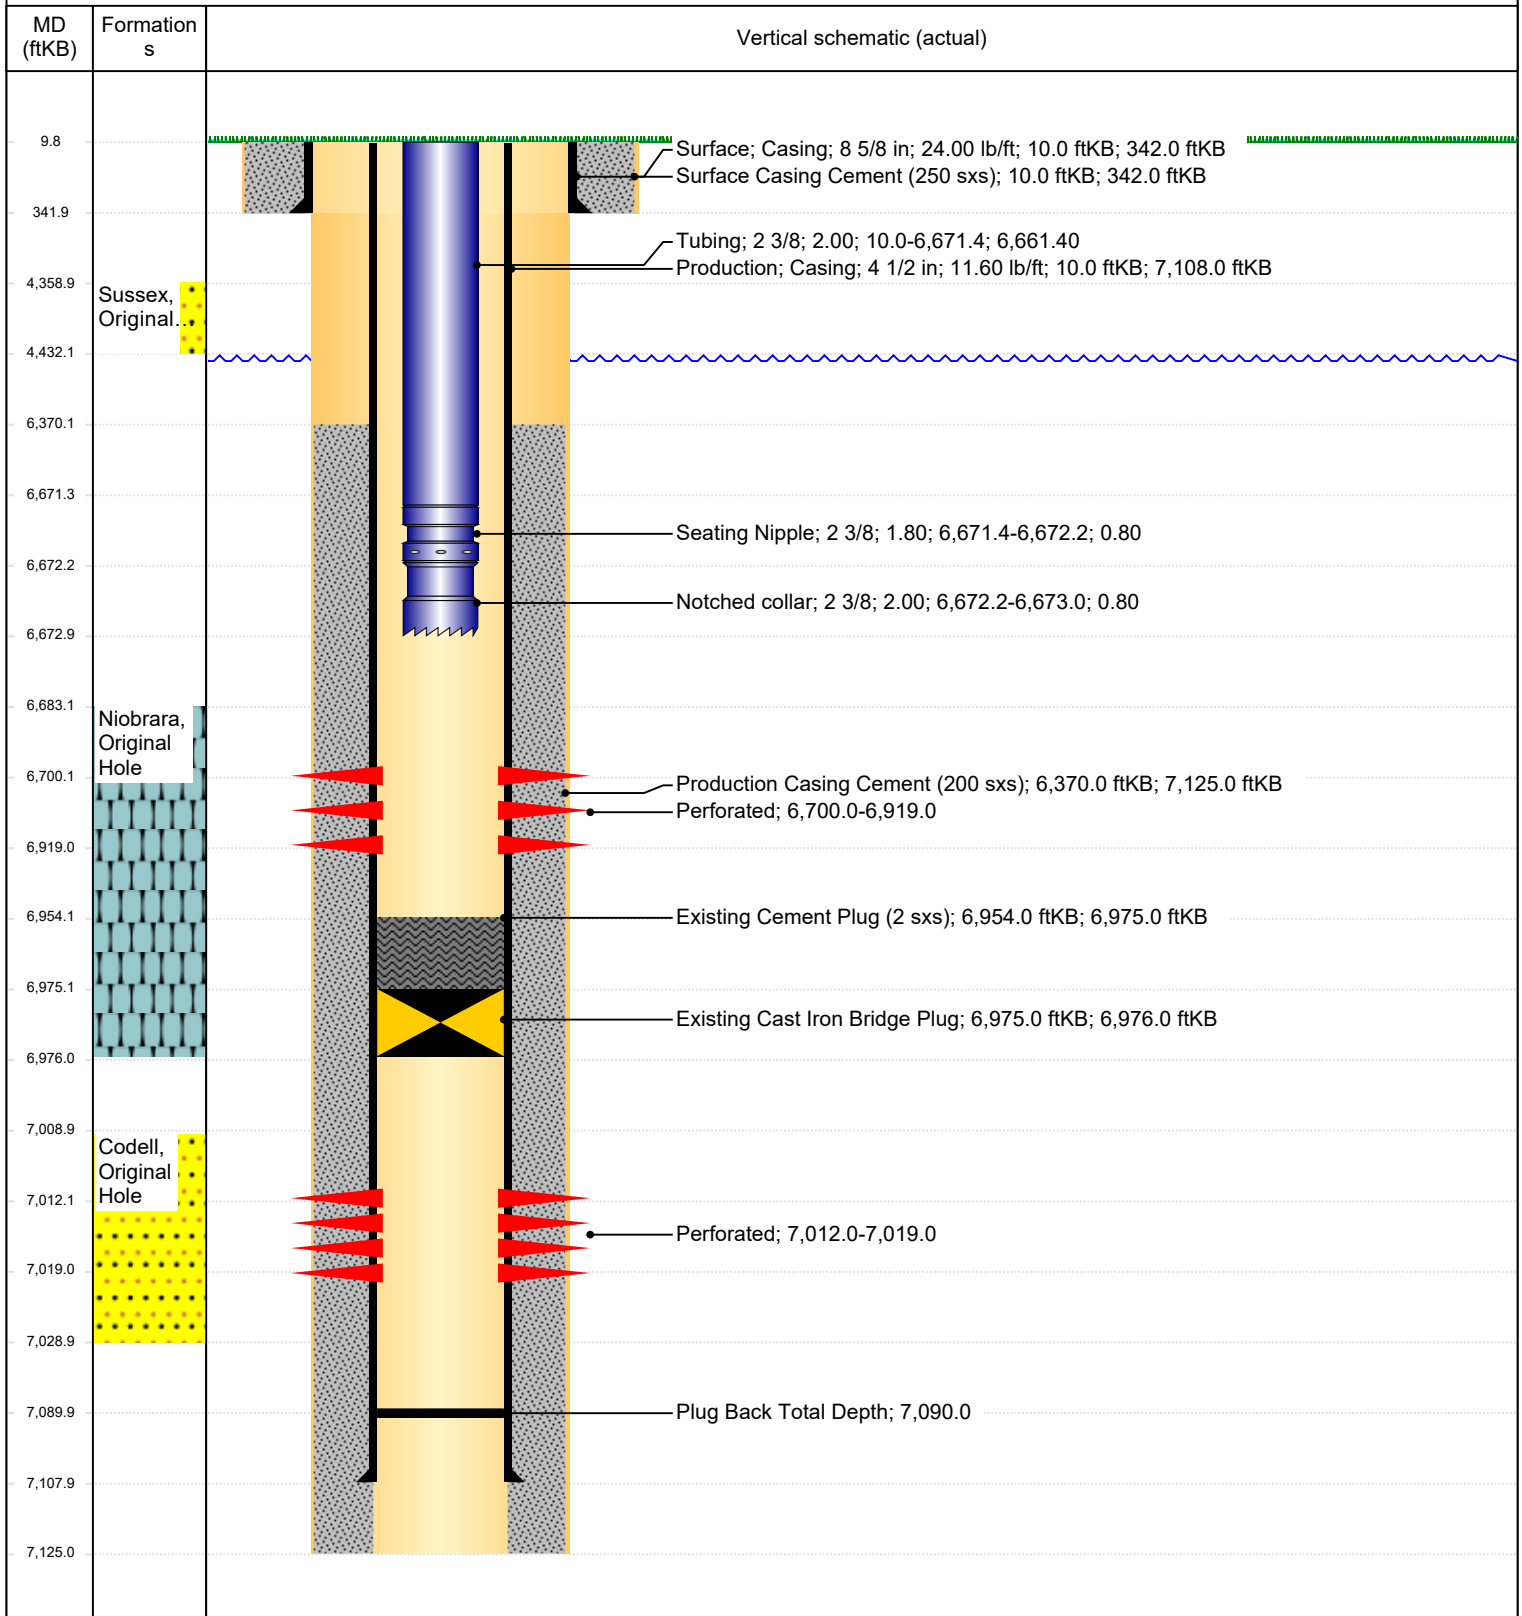 MD
(ftKB)
Formation
s
Vertical schematic (actual)
9.8
Surface; Casing; 8 5/8 in; 24.00 lb/ft; 10.0 ftKB; 342.0 ftKB
Surface Casing Cement (250 sxs); 10.0 ftKB; 342.0 ftKB
341.9
Tubing; 2 3/8; 2.00; 10.0-6,671.4; 6,661.40
Production; Casing; 4 1/2 in; 11.60 lb/ft; 10.0 ftKB; 7,108.0 ftKB
4,358.9
Sussex,
Original...
4,432.1
6,370.1
6,671.3
Seating Nipple; 2 3/8; 1.80; 6,671.4-6,672.2; 0.80
6,672.2
Notched collar; 2 3/8; 2.00; 6,672.2-6,673.0; 0.80
6,672.9
6,683.1
Niobrara,
Original
Hole
6,700.1
Production Casing Cement (200 sxs); 6,370.0 ftKB; 7,125.0 ftKB
Perforated; 6,700.0-6,919.0
6,919.0
6,954.1
Existing Cement Plug (2 sxs); 6,954.0 ftKB; 6,975.0 ftKB
6,975.1
Existing Cast Iron Bridge Plug; 6,975.0 ftKB; 6,976.0 ftKB
6,976.0
7,008.9
Codell,
Original
Hole
7,012.1
Perforated; 7,012.0-7,019.0
7,019.0
7,028.9
7,089.9
Plug Back Total Depth; 7,090.0
7,107.9
7,125.0